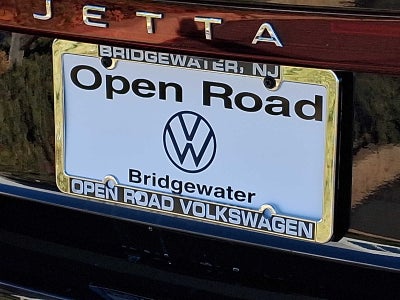 JETTA
BRIDGEWATER, NJ
Open Road
Bridgewater
OPEN ROAD VOLKSWAGEN